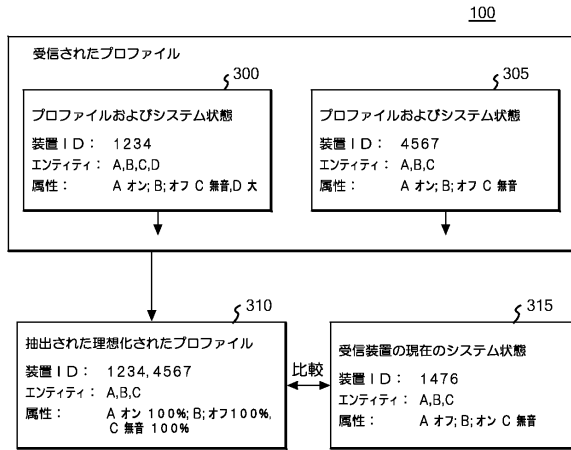 100
受信されたプロファイル
300
プロファイルおよびシステム状態
装置ID： 1234
エンティティ： A,B,C,D
属性： A オン; B; オフ C 無音,D 大
305
プロファイルおよびシステム状態
装置ID： 4567
エンティティ： A,B,C
属性： A オン; B; オフ C 無音
310
抽出された理想化されたプロファイル
装置ID： 1234,4567
エンティティ： A,B,C
属性： A オン 100%; B; オフ100%,
C 無音 100%
比較
315
受信装置の現在のシステム状態
装置ID： 1476
エンティティ： A,B,C
属性： A オフ; B; オン C 無音